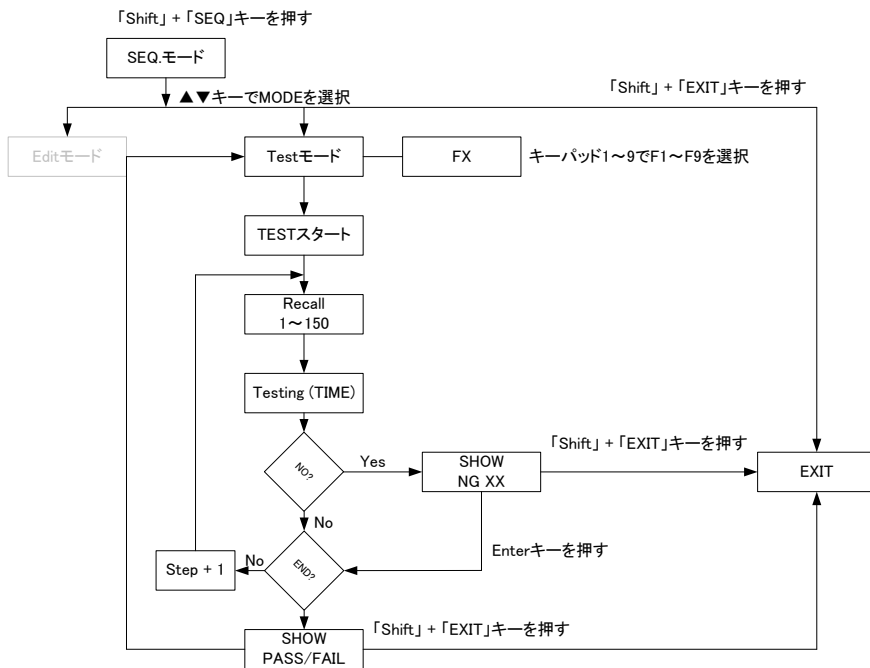 「Shift」 + 「SEQ」キーを押す
SEQ.モード
▲▼キーでMODEを選択
「Shift」 + 「EXIT」キーを押す
Editモード
Testモード
FX
キーパッド1～9でF1～F9を選択
TESTスタート
Recall
1～150
Testing (TIME)
NO?
Yes
SHOW
NG XX
「Shift」 + 「EXIT」キーを押す
EXIT
No
Enterキーを押す
END?
No
Step + 1
SHOW
PASS/FAIL
「Shift」 + 「EXIT」キーを押す